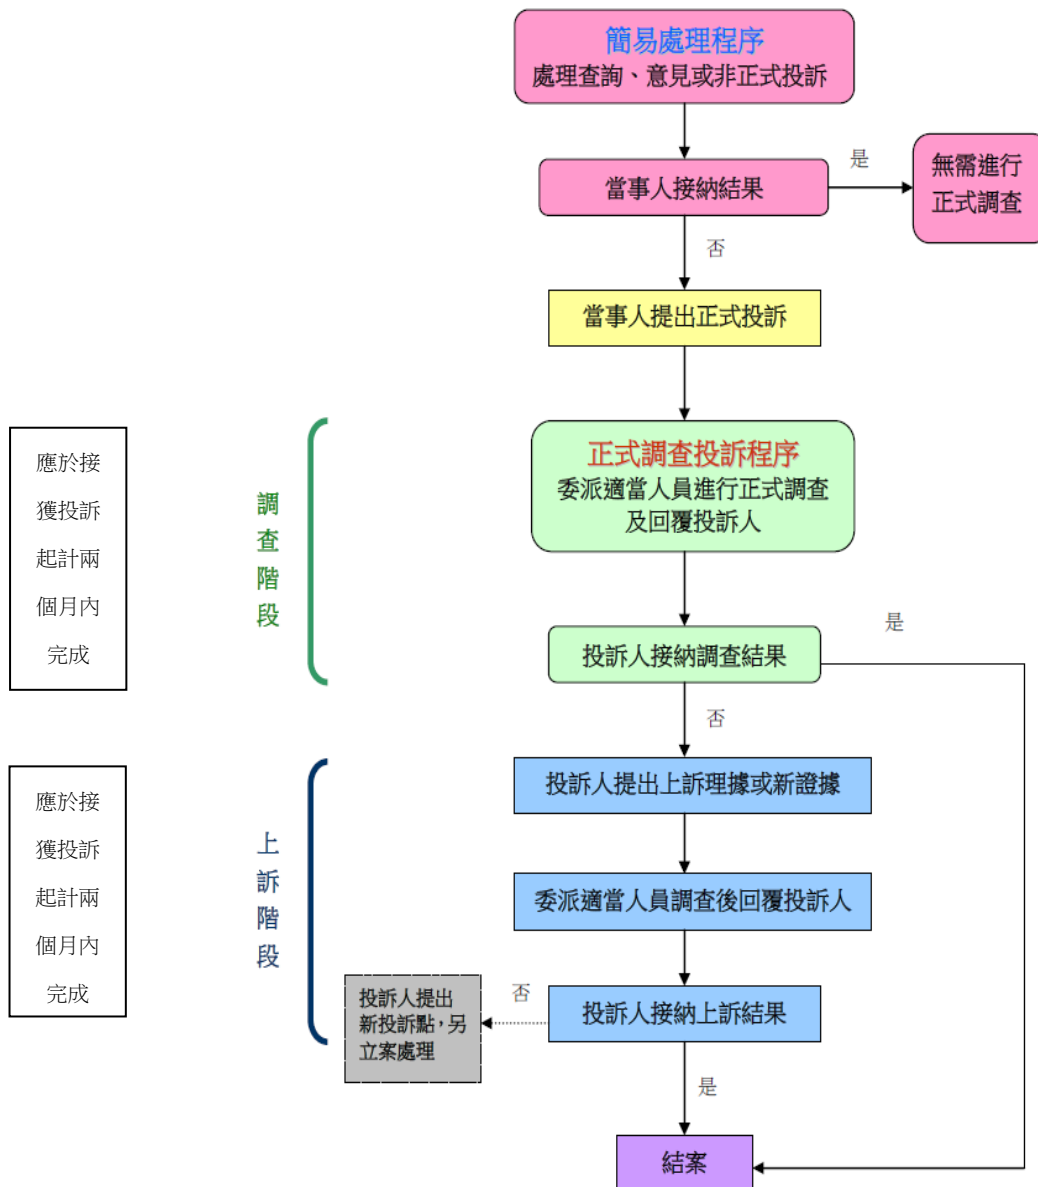 簡易處理程序
處理查詢、意見或非正式投訴
當事人接納結果
是
無需進行
正式調查
否
當事人提出正式投訴
應於接
獲投訴
起計兩
個月內
完成
調
查
階
段
正式調查投訴程序
委派適當人員進行正式調查
及回覆投訴人
投訴人接納調查結果
是
否
應於接
獲投訴
起計兩
個月內
完成
上
訴
階
段
投訴人提出上訴理據或新證據
委派適當人員調查後回覆投訴人
投訴人接納上訴結果
否
投訴人提出
新投訴點，另
立案處理
是
結案